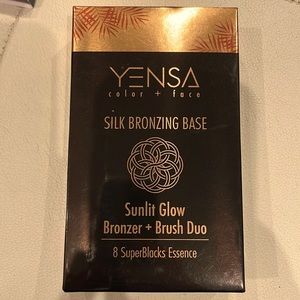 YENSA
color + face
SILK BRONZING BASE
Sunlit Glow
Bronzer + Brush Duo
8 SuperBlacks Essence